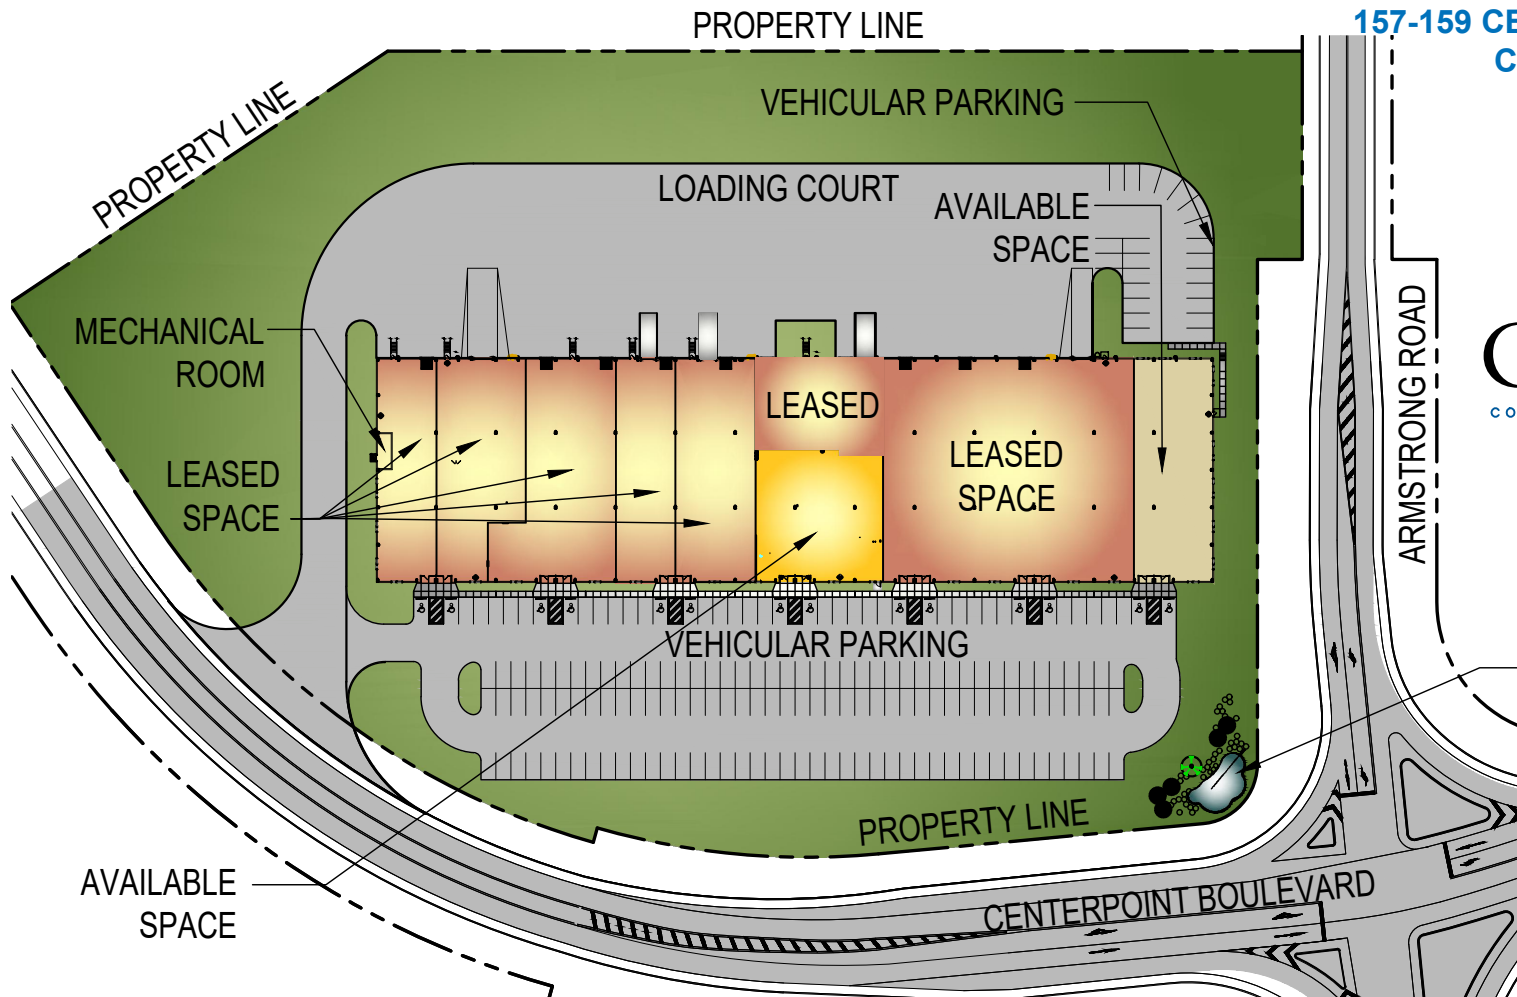 PROPERTY LINE
157-159
PROPERTY LINE
VEHICULAR PARKING
LOADING COURT
AVAILABLE
SPACE
MECHANICAL
ROOM
ARMSTRONG ROAD
LEASED
LEASED
SPACE
LEASED
SPACE
VEHICULAR PARKING
PROPERTY LINE
AVAILABLE
SPACE
CENTERPOINT BOULEVARD